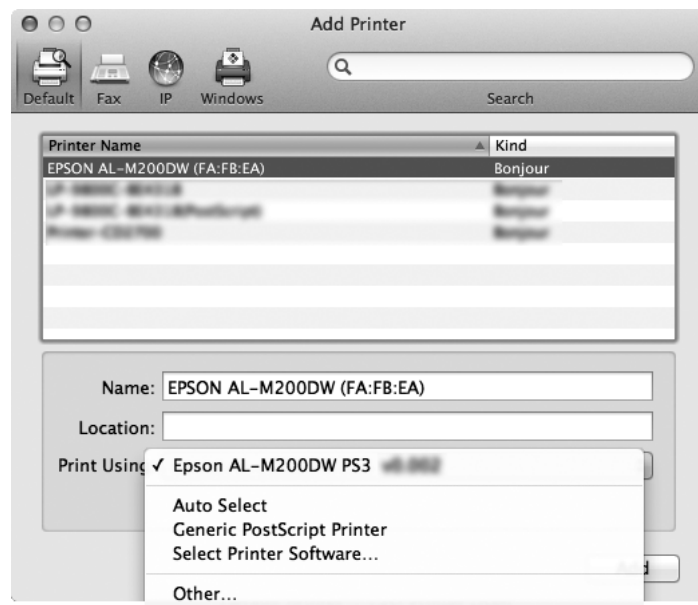 Add Printer
Default Fax IP Windows Search
Printer Name Kind
EPSON AL-M200DW (FA:FB:EA) Bonjour
Name: EPSON AL-M200DW (FA:FB:EA)
Location:
Print Using ✓ Epson AL-M200DW PS3
Auto Select
Generic PostScript Printer
Select Printer Software...
Other...